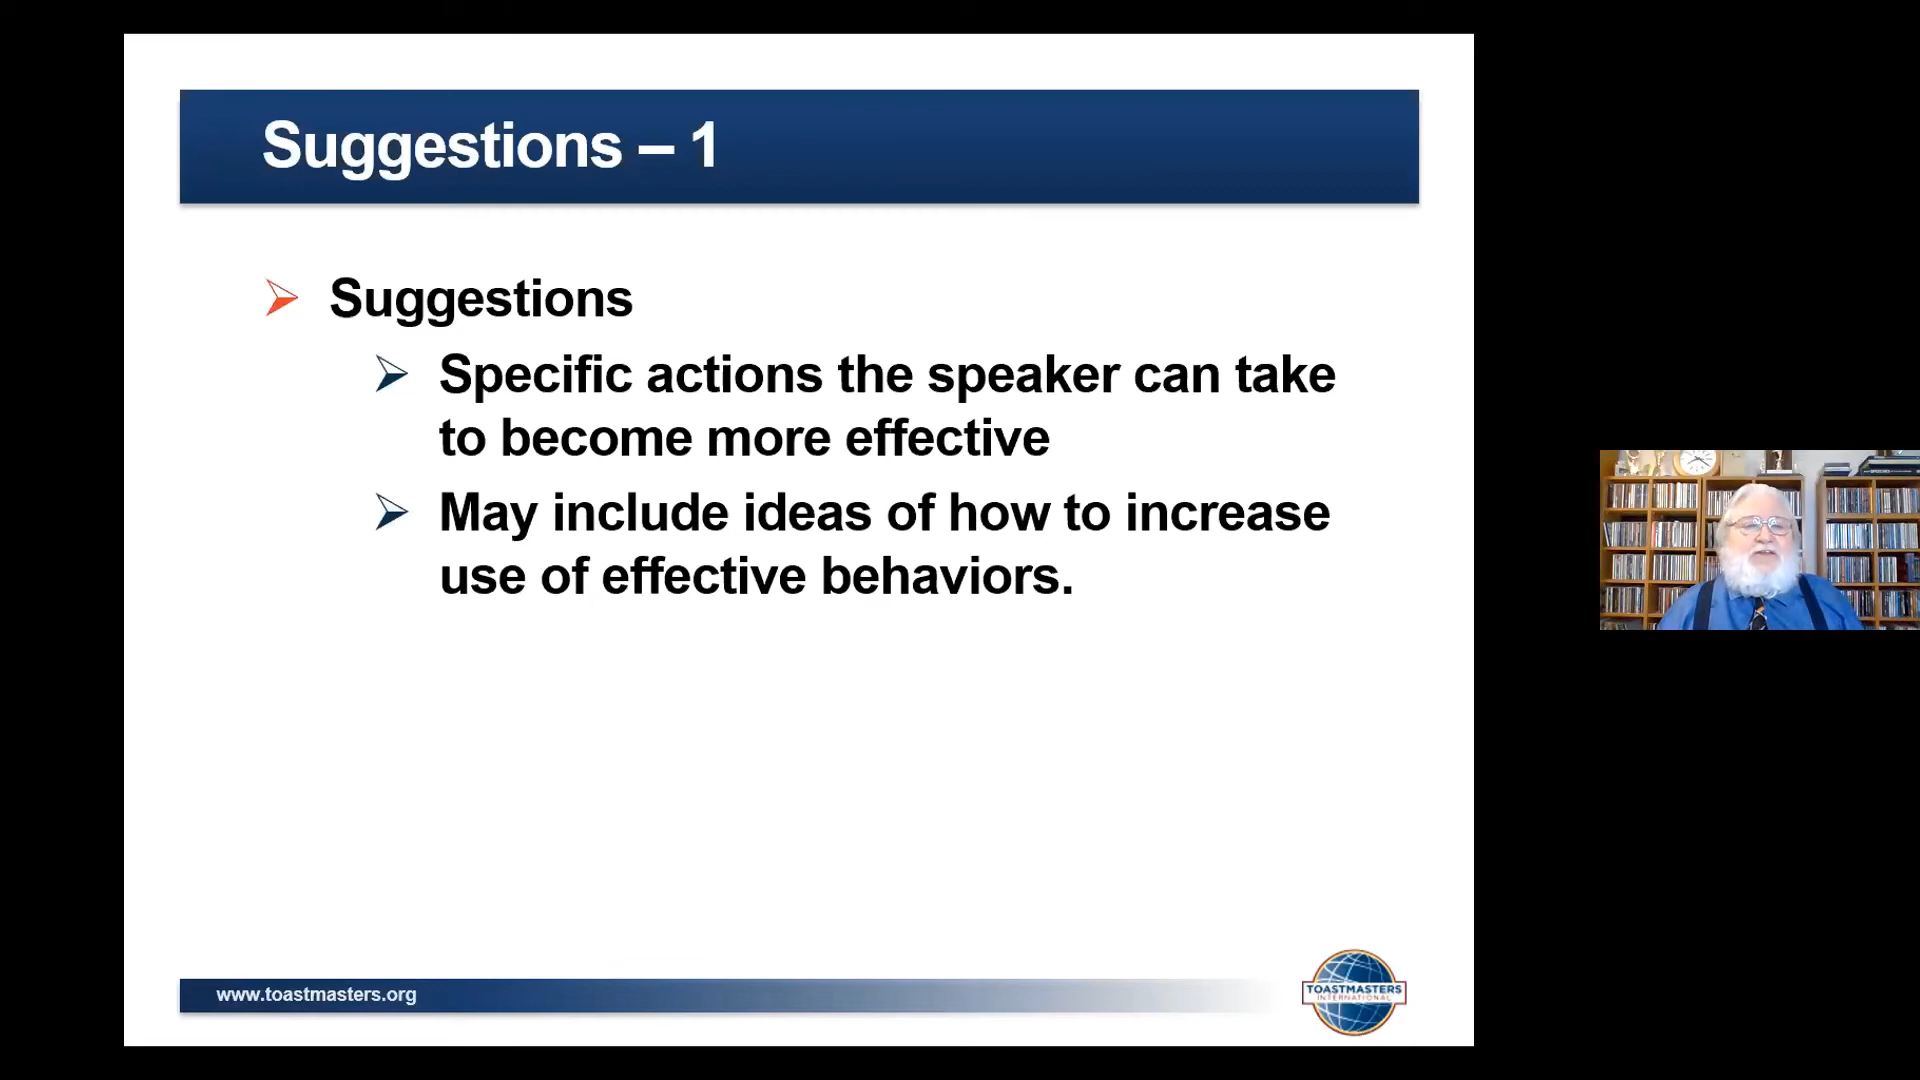 Suggestions – 1
Suggestions
Specific actions the speaker can take
to become more effective
May include ideas of how to increase
use of effective behaviors.
www.toastmasters.org
TOASTMASTERS
INTERNATIONAL